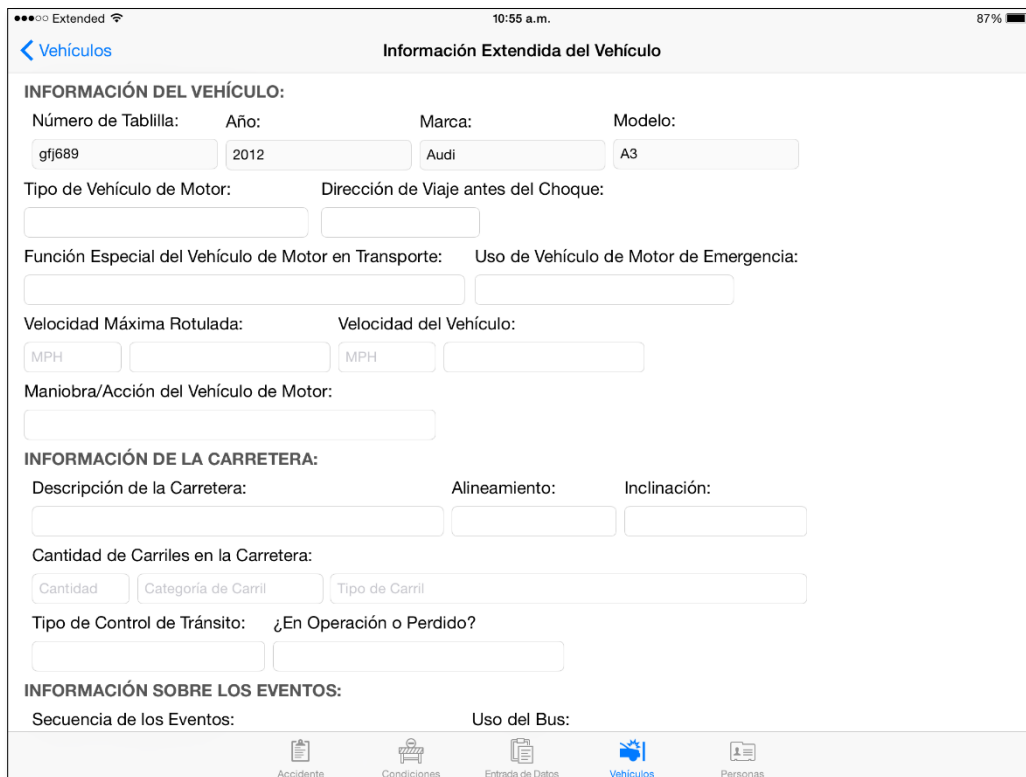 Extended 10:55 a.m. 87%
Vehículos Información Extendida del Vehículo
INFORMACIÓN DEL VEHÍCULO:
Número de Tablilla: Año: Marca: Modelo:
gfj689 2012 Audi A3
Tipo de Vehículo de Motor: Dirección de Viaje antes del Choque:
Función Especial del Vehículo de Motor en Transporte: Uso de Vehículo de Motor de Emergencia:
Velocidad Máxima Rotulada: Velocidad del Vehículo:
MPH MPH
Maniobra/Acción del Vehículo de Motor:
INFORMACIÓN DE LA CARRETERA:
Descripción de la Carretera: Alineamiento: Inclinación:
Cantidad de Carriles en la Carretera:
Cantidad Categoría de Carril Tipo de Carril
Tipo de Control de Tránsito: ¿En Operación o Perdido?
INFORMACIÓN SOBRE LOS EVENTOS:
Secuencia de los Eventos: Uso del Bus:
Accidente Condiciones Entrada de Datos Vehículos Personas